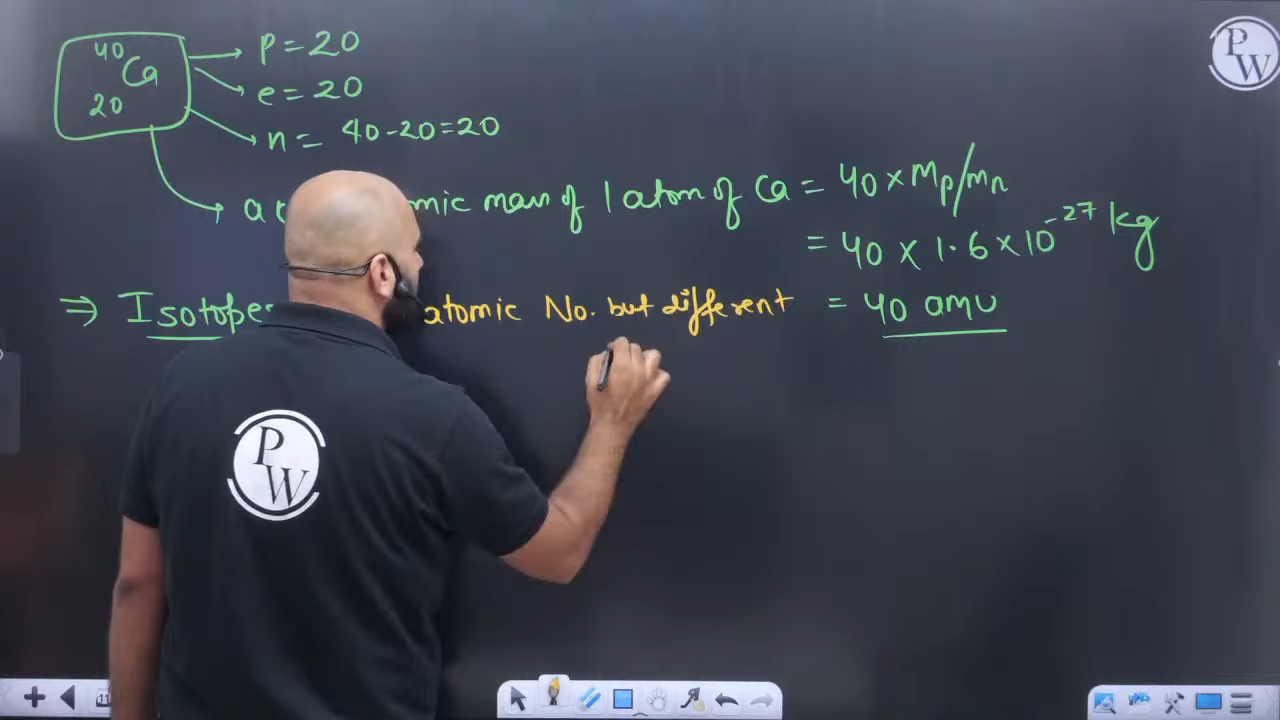 40
Ca
20
p = 20
e = 20
n = 40 - 20 = 20
mic mass of 1 atom of Ca = 40 × Mp/Mn
= 40 × 1.6 × 10^-27 kg
= 40 amu
⇒ Isotopes atomic No. but different
PW
PW
11